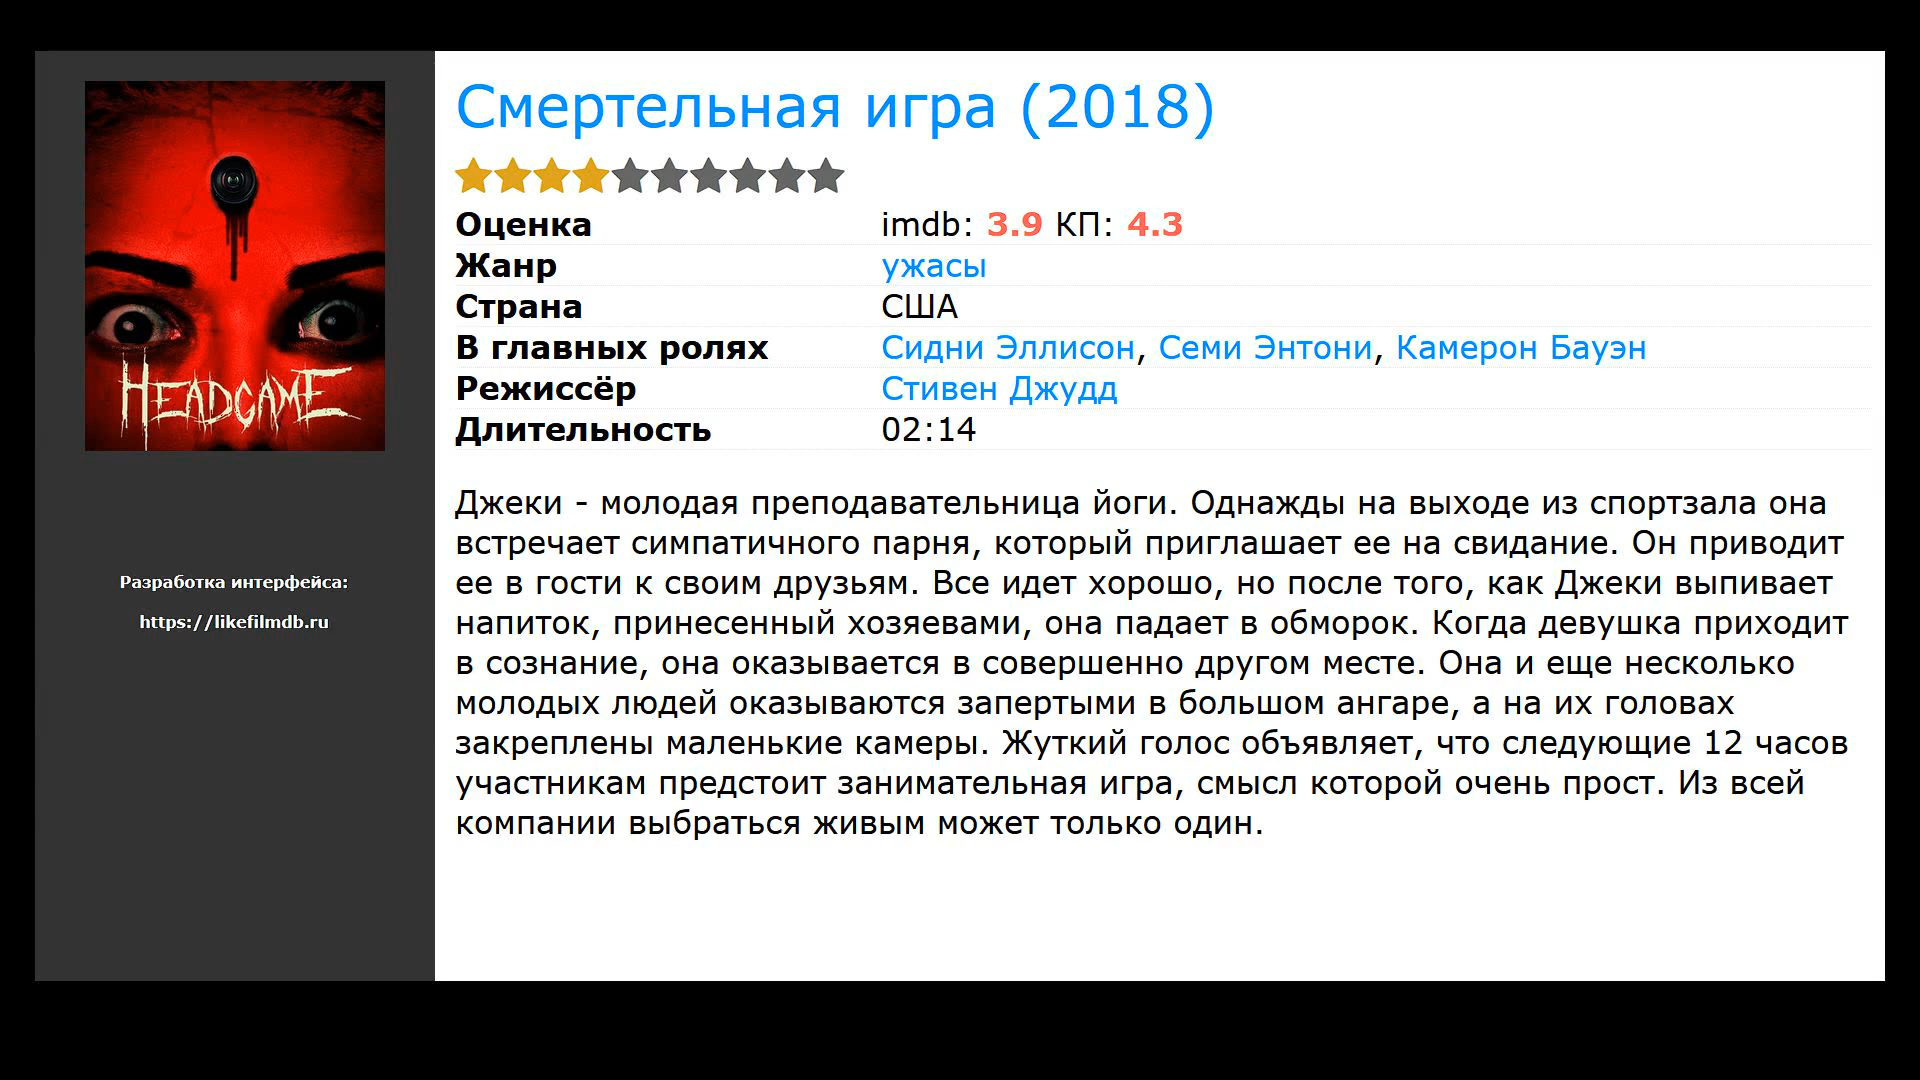 Смертельная игра (2018)
Оценка imdb: 3.9 КП: 4.3
Жанр ужасы
Страна США
В главных ролях Сидни Эллисон, Семи Энтони, Камерон Бауэн
Режиссёр Стивен Джудд
Длительность 02:14
HEADGAME
Разработка интерфейса:
https://likefilmdb.ru
Джеки - молодая преподавательница йоги. Однажды на выходе из спортзала она
встречает симпатичного парня, который приглашает ее на свидание. Он приводит
ее в гости к своим друзьям. Все идет хорошо, но после того, как Джеки выпивает
напиток, принесенный хозяевами, она падает в обморок. Когда девушка приходит
в сознание, она оказывается в совершенно другом месте. Она и еще несколько
молодых людей оказываются запертыми в большом ангаре, а на их головах
закреплены маленькие камеры. Жуткий голос объявляет, что следующие 12 часов
участникам предстоит занимательная игра, смысл которой очень прост. Из всей
компании выбраться живым может только один.